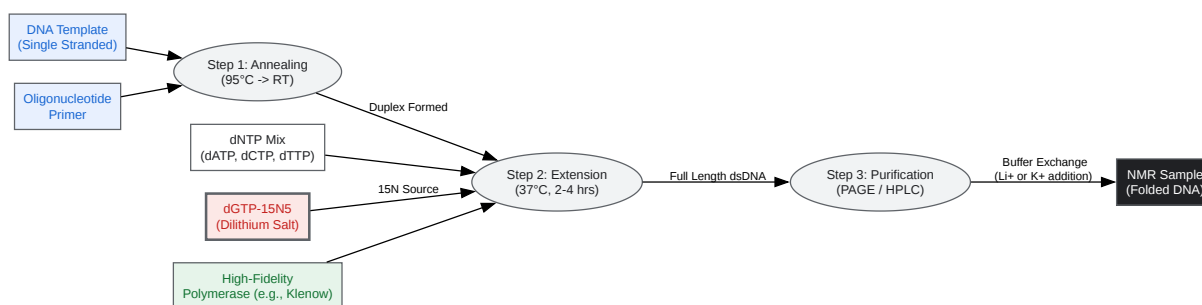 DNA Template
(Single Stranded)
Oligonucleotide
Primer
Step 1: Annealing
(95°C -> RT)
Duplex Formed
dNTP Mix
(dATP, dCTP, dTTP)
15N Source
dGTP-15N5
(Dilithium Salt)
High-Fidelity
Polymerase (e.g., Klenow)
Step 2: Extension
(37°C, 2-4 hrs)
Full Length dsDNA
Step 3: Purification
(PAGE / HPLC)
Buffer Exchange
(Li+ or K+ addition)
NMR Sample
(Folded DNA)